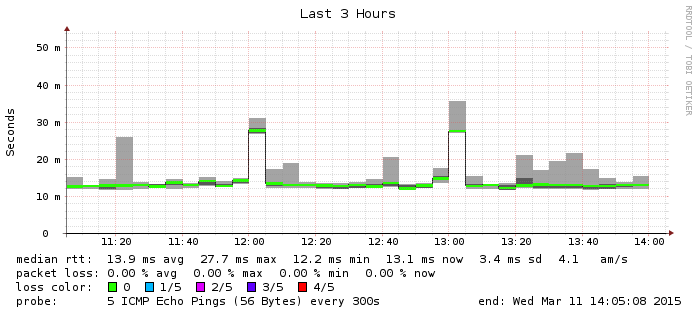 Last 3 Hours
RRDTOOL / TOBI OETIKER
Seconds
50 m
40 m
30 m
20 m
10 m
0
11:20 11:40 12:00 12:20 12:40 13:00 13:20 13:40 14:00
median rtt: 13.9 ms avg 27.7 ms max 12.2 ms min 13.1 ms now 3.4 ms sd 4.1 am/s
packet loss: 0.00 % avg 0.00 % max 0.00 % min 0.00 % now
loss color: 0 1/5 2/5 3/5 4/5
probe: 5 ICMP Echo Pings (56 Bytes) every 300s end: Wed Mar 11 14:05:08 2015